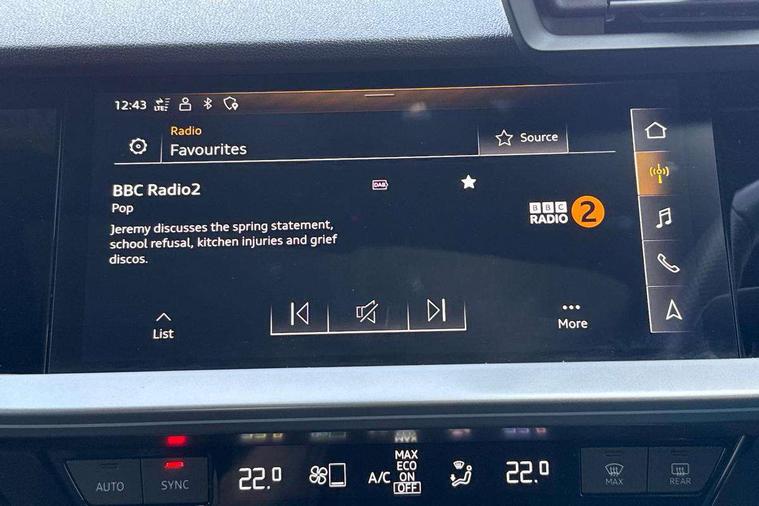 12:43 LTE
Radio
Favourites
Source
BBC Radio2
DAB
Pop
BBC
RADIO 2
Jeremy discusses the spring statement,
school refusal, kitchen injuries and grief
discos.
List
More
AUTO
SYNC
22.0
A/C
MAX
ECO
ON
OFF
22.0
MAX
REAR